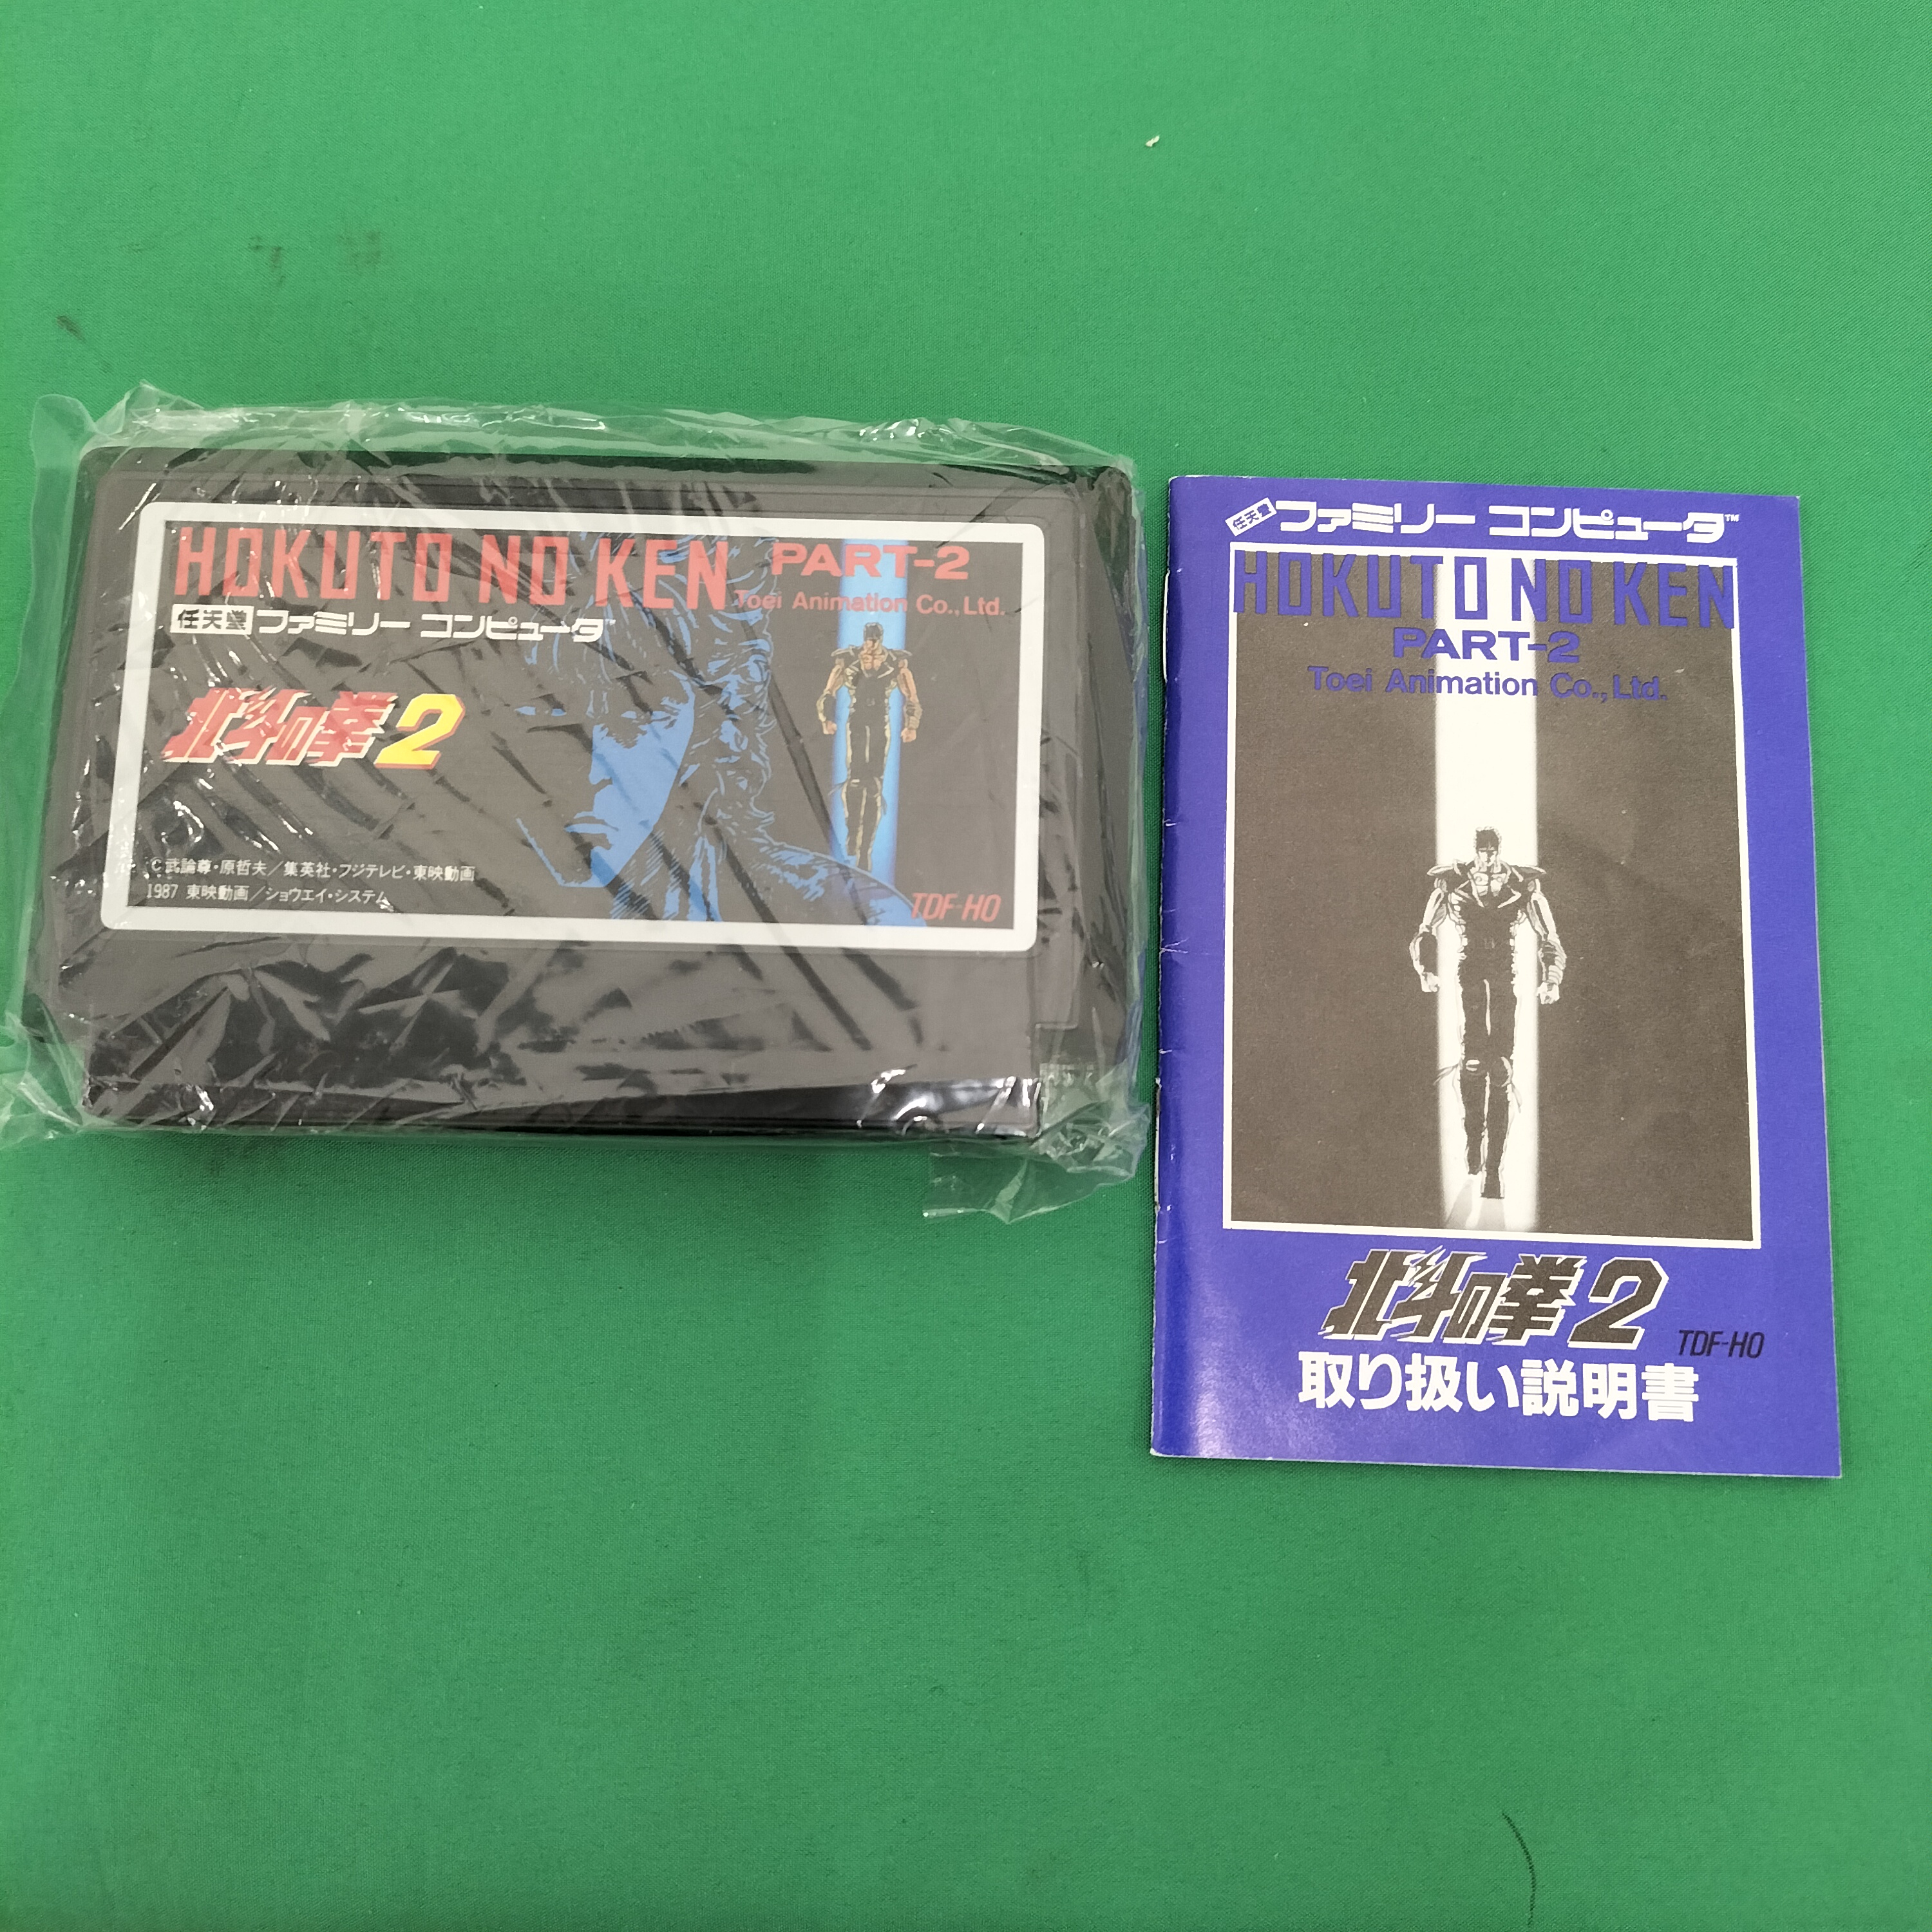 HOKUTO NO KEN PART-2
Toei Animation Co., Ltd.
任天堂 ファミリー コンピュータ™
北斗の拳2
© 武論尊・原哲夫/集英社・フジテレビ・東映動画
1987 東映動画/ショウエイ・システム
TDF-HO
任天堂 ファミリー コンピュータ™
HOKUTO NO KEN
PART-2
Toei Animation Co., Ltd.
北斗の拳2
TDF-HO
取り扱い説明書